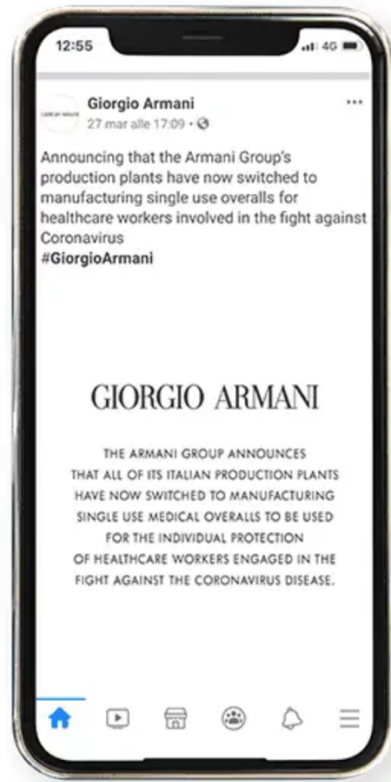 12:55
4G
Giorgio Armani
27 mar alle 17:09 •
Announcing that the Armani Group's
production plants have now switched to
manufacturing single use overalls for
healthcare workers involved in the fight against
Coronavirus
#GiorgioArmani
GIORGIO ARMANI
THE ARMANI GROUP ANNOUNCES
THAT ALL OF ITS ITALIAN PRODUCTION PLANTS
HAVE NOW SWITCHED TO MANUFACTURING
SINGLE USE MEDICAL OVERALLS TO BE USED
FOR THE INDIVIDUAL PROTECTION
OF HEALTHCARE WORKERS ENGAGED IN THE
FIGHT AGAINST THE CORONAVIRUS DISEASE.